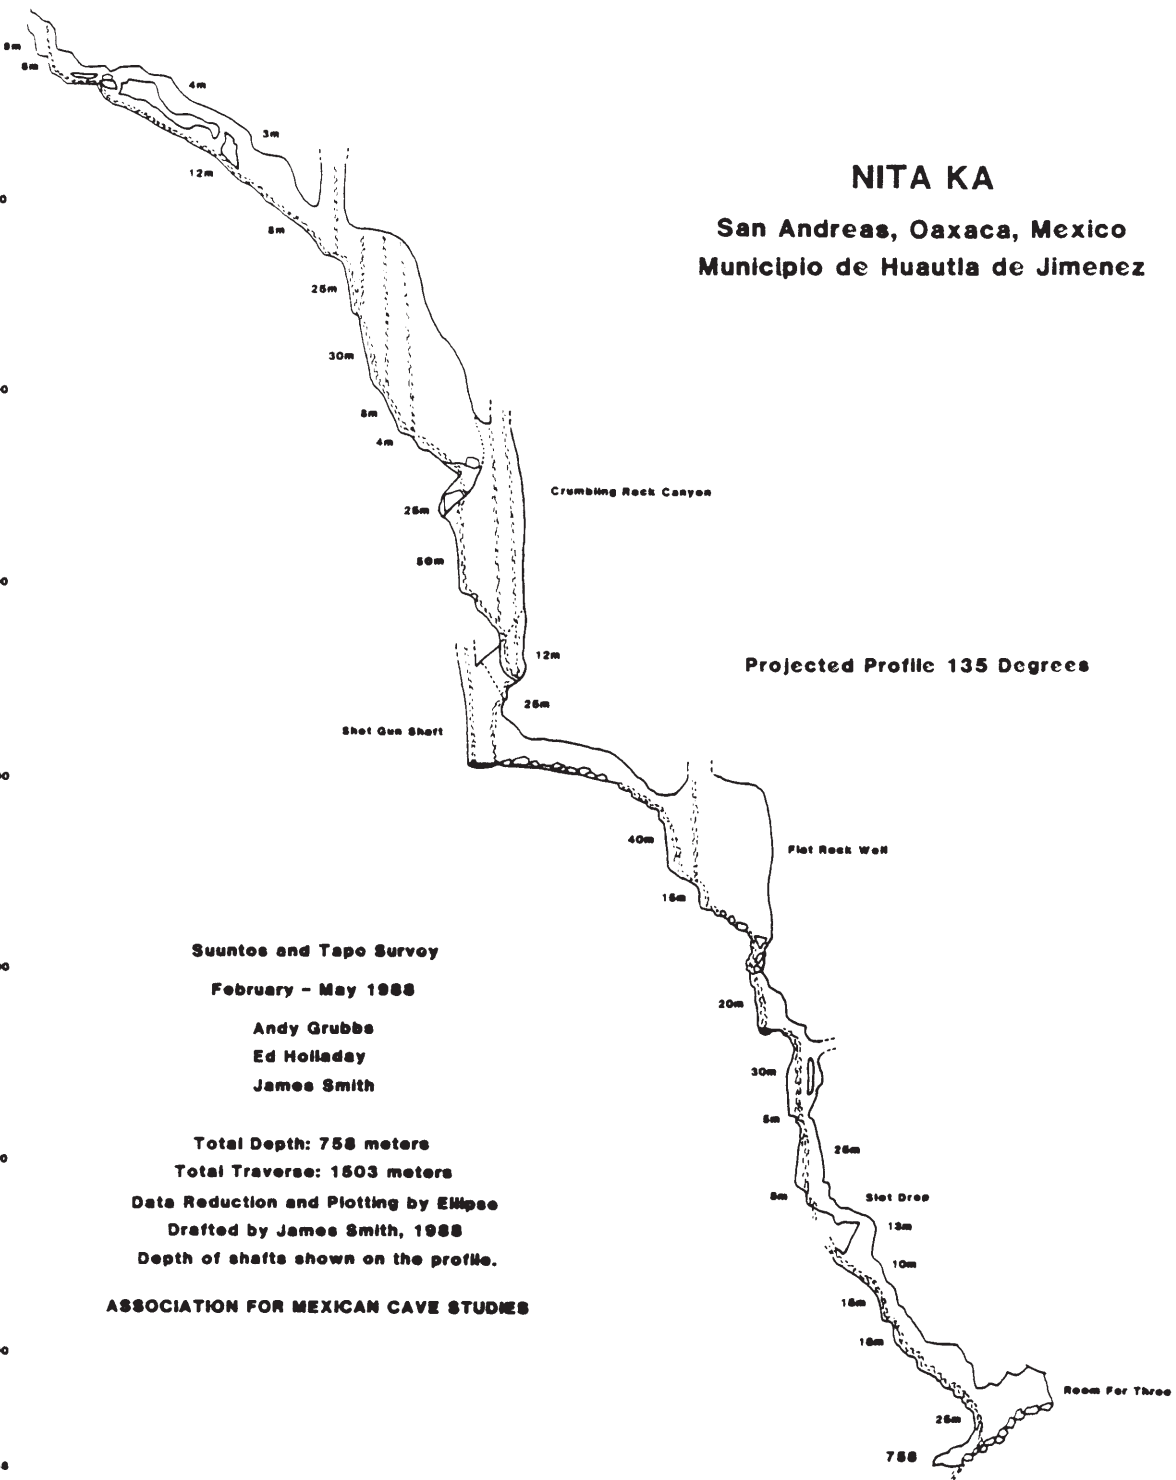 NITA KA
San Andreas, Oaxaca, Mexico
Municipio de Huautla de Jimenez
9m
6m
4m
3m
12m
8m
25m
30m
8m
4m
Crumbling Rock Canyon
25m
50m
12m
Projected Profile 135 Degrees
25m
Shot Gun Shaft
40m
Flat Rock Well
15m
Suuntos and Tape Survey
February - May 1988
20m
Andy Grubbs
Ed Holladay
James Smith
30m
5m
Total Depth: 758 meters
25m
Total Traverse: 1503 meters
5m
Slot Drop
Data Reduction and Plotting by Ellipse
Drafted by James Smith, 1988
13m
Depth of shafts shown on the profile.
10m
ASSOCIATION FOR MEXICAN CAVE STUDIES
15m
18m
Room For Three
25m
758